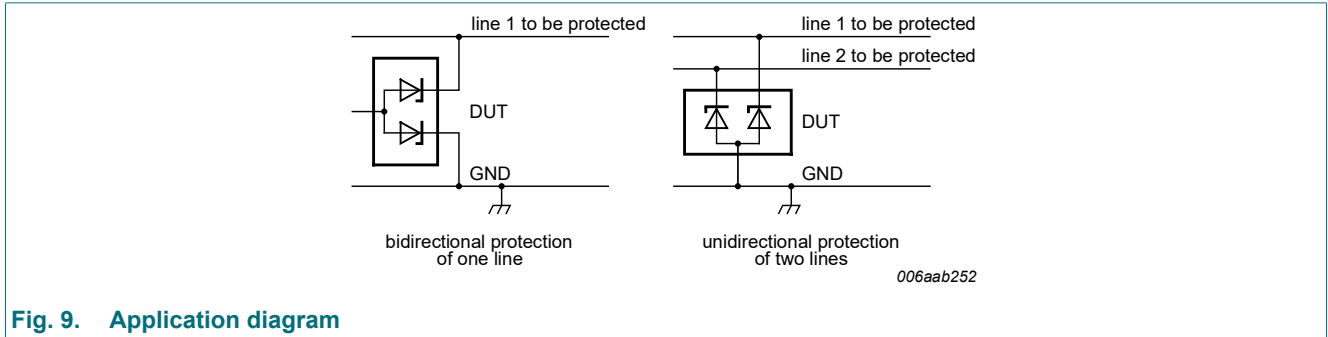 line 1 to be protected
DUT
GND
bidirectional protection
of one line
line 1 to be protected
line 2 to be protected
DUT
GND
unidirectional protection
of two lines
006aab252
Fig. 9. Application diagram